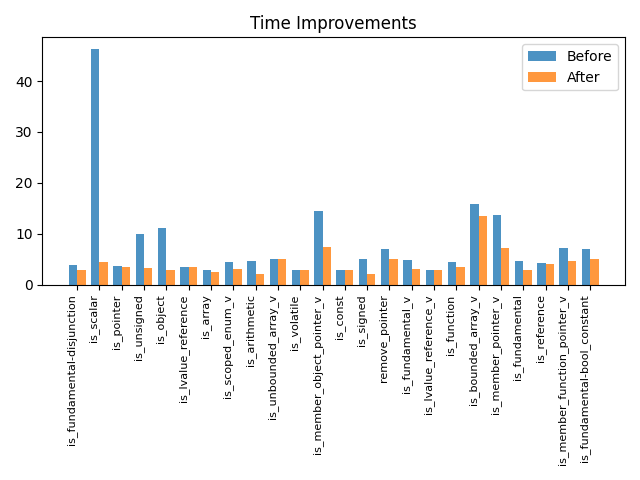 Time Improvements
Before
After
40
30
20
10
0
is_fundamental-disjunction
is_scalar
is_pointer
is_unsigned
is_object
is_lvalue_reference
is_array
is_scoped_enum_v
is_arithmetic
is_unbounded_array_v
is_volatile
is_member_object_pointer_v
is_const
is_signed
remove_pointer
is_fundamental_v
is_lvalue_reference_v
is_function
is_bounded_array_v
is_member_pointer_v
is_fundamental
is_reference
is_member_function_pointer_v
is_fundamental-bool_constant